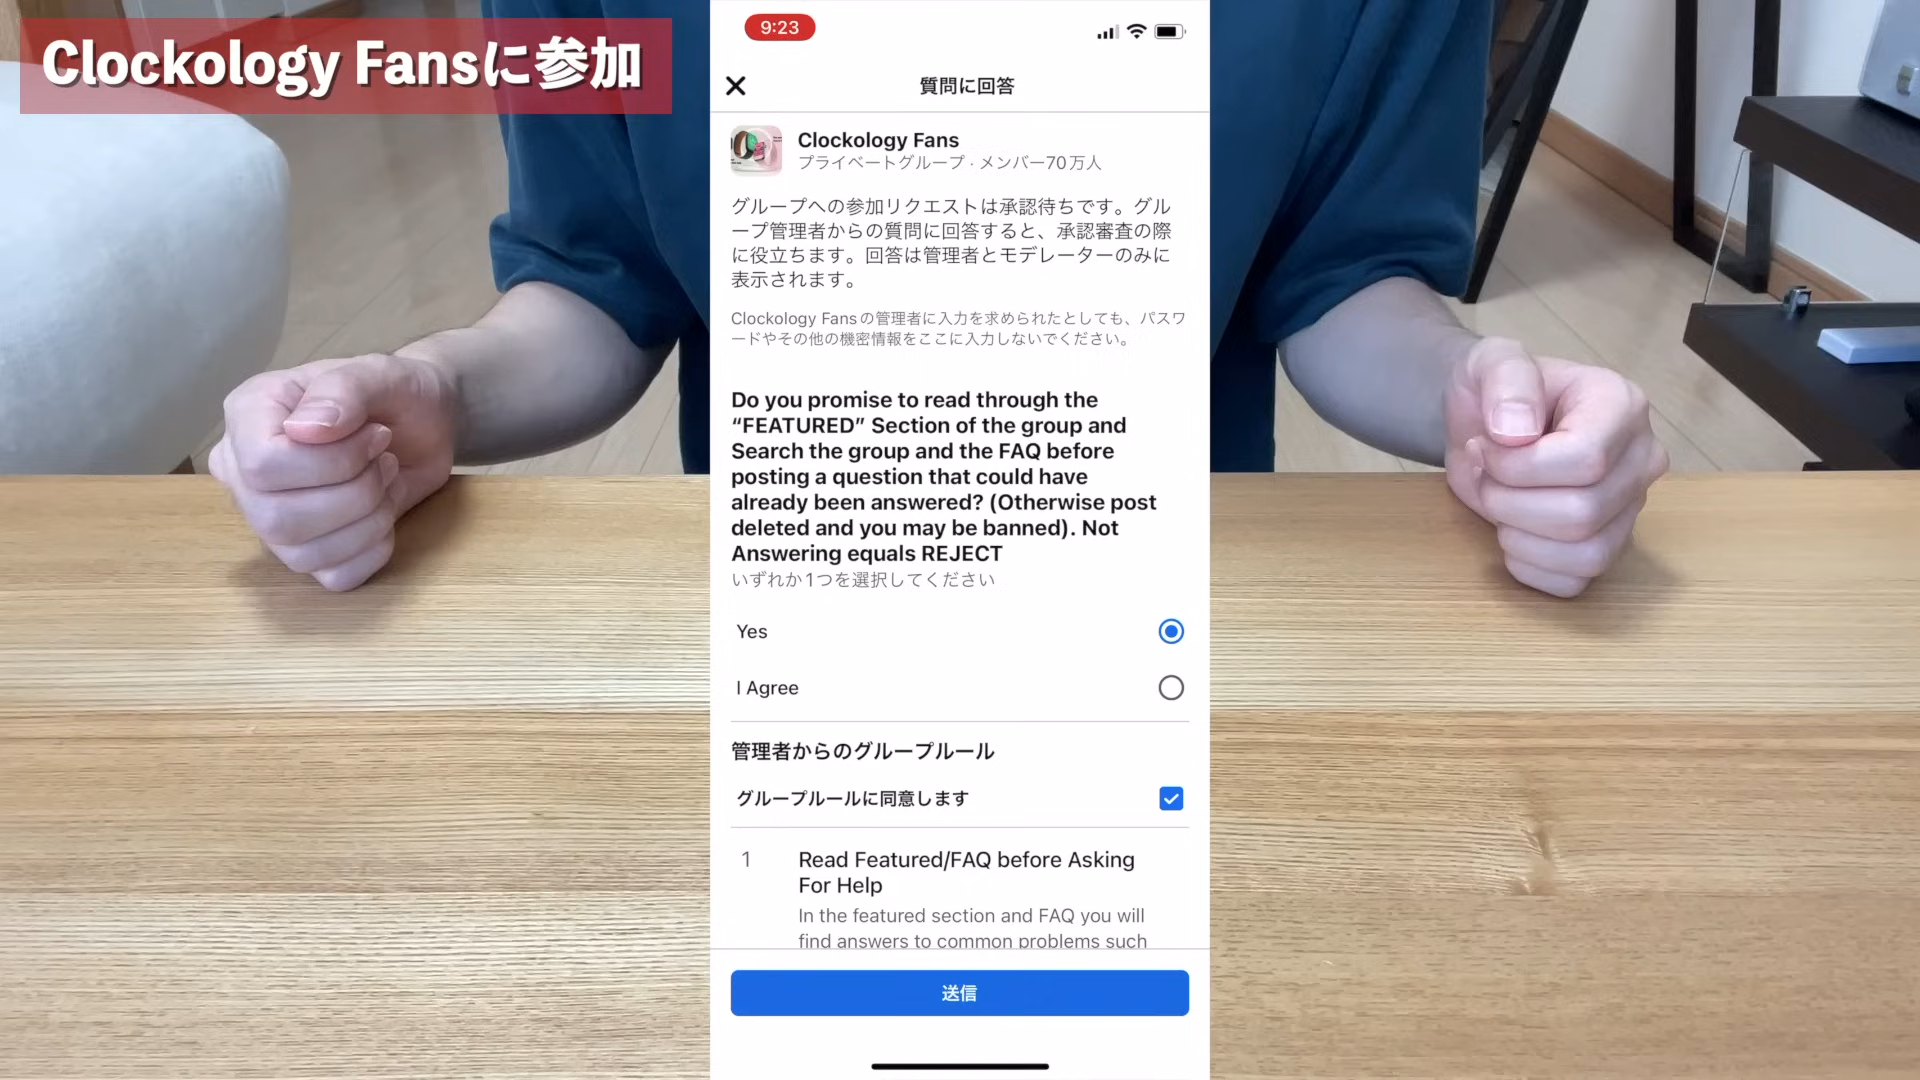 Clockology Fansに参加
9:23
質問に回答
Clockology Fans
プライベートグループ · メンバー70万人
グループへの参加リクエストは承認待ちです。グル
ープ管理者からの質問に回答すると、承認審査の際
に役立ちます。回答は管理者とモデレーターのみに
表示されます。
Clockology Fansの管理者に入力を求められたとしても、パスワ
ードやその他の機密情報をここに入力しないでください。
Do you promise to read through the
“FEATURED” Section of the group and
Search the group and the FAQ before
posting a question that could have
already been answered? (Otherwise post
deleted and you may be banned). Not
Answering equals REJECT
いずれか1つを選択してください
Yes
I Agree
管理者からのグループルール
グループルールに同意します
1
Read Featured/FAQ before Asking
For Help
In the featured section and FAQ you will
find answers to common problems such
送信